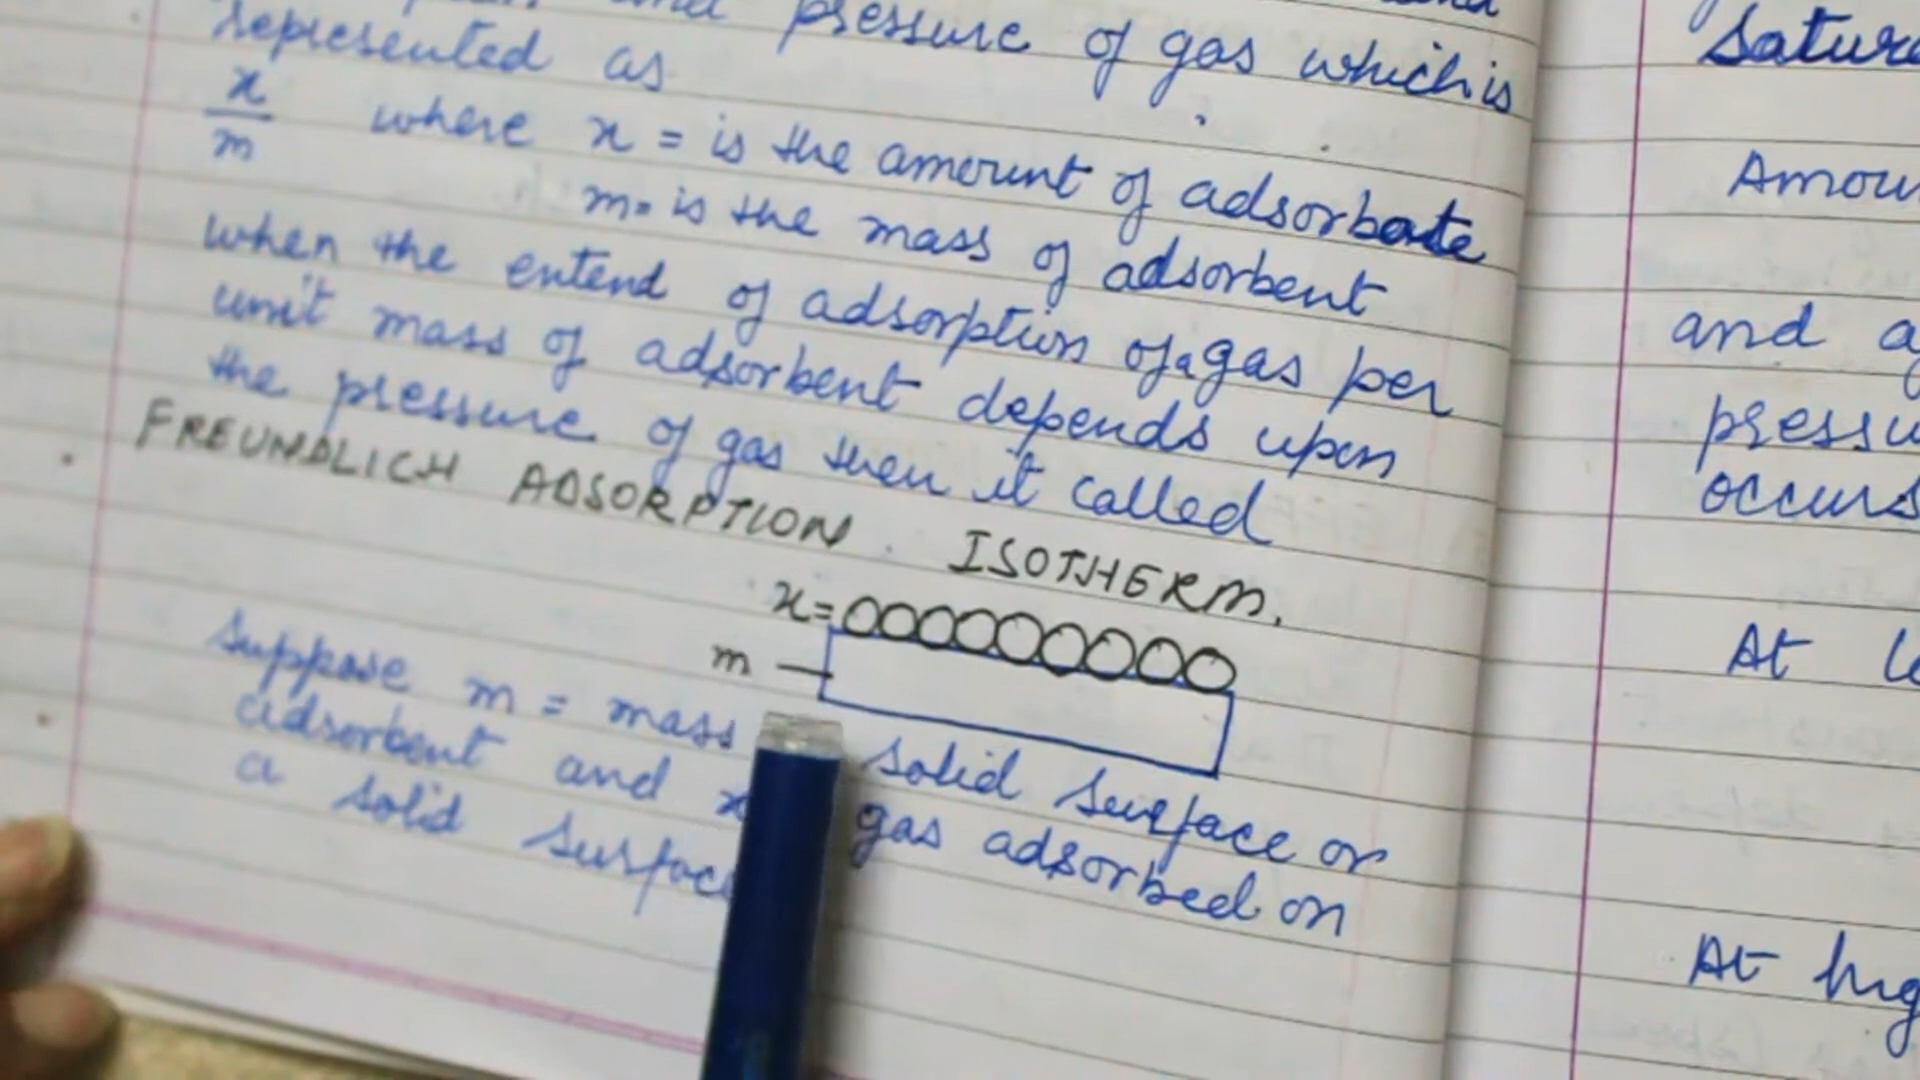 and pressure of gas which is
represented as
x/m where x = is the amount of adsorbate
m = is the mass of adsorbent
when the entend of adsorption of a gas per
unit mass of adsorbent depends upon
the pressure of gas then it called
FREUNDLICH ADSORPTION ISOTHERM.
x=OOOOOOOOO
m
Suppose m = mass solid surface or
adsorbent and x gas adsorbed on
a solid
Amou
and a
pressu
occurs
At
At hig